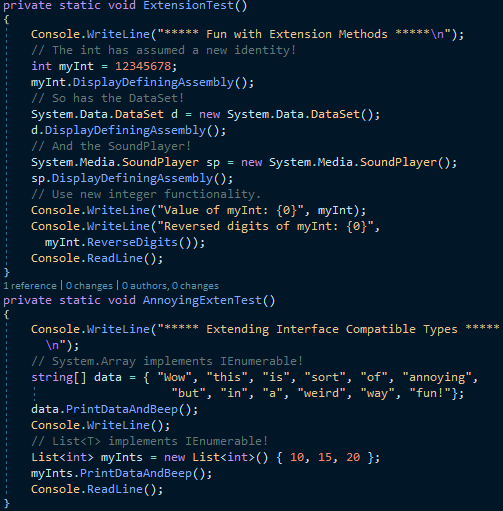 private static void ExtensionTest()
{
    Console.WriteLine("***** Fun with Extension Methods *****\n");
    // The int has assumed a new identity!
    int myInt = 12345678;
    myInt.DisplayDefiningAssembly();
    // So has the DataSet!
    System.Data.DataSet d = new System.Data.DataSet();
    d.DisplayDefiningAssembly();
    // And the SoundPlayer!
    System.Media.SoundPlayer sp = new System.Media.SoundPlayer();
    sp.DisplayDefiningAssembly();
    // Use new integer functionality.
    Console.WriteLine("Value of myInt: {0}", myInt);
    Console.WriteLine("Reversed digits of myInt: {0}",
      myInt.ReverseDigits());
    Console.ReadLine();
}
1 reference | 0 changes | 0 authors, 0 changes
private static void AnnoyingExtenTest()
{
    Console.WriteLine("***** Extending Interface Compatible Types *****
      \n");
    // System.Array implements IEnumerable!
    string[] data = { "Wow", "this", "is", "sort", "of", "annoying",
                      "but", "in", "a", "weird", "way", "fun!"};
    data.PrintDataAndBeep();
    Console.WriteLine();
    // List<T> implements IEnumerable!
    List<int> myInts = new List<int>() { 10, 15, 20 };
    myInts.PrintDataAndBeep();
    Console.ReadLine();
}